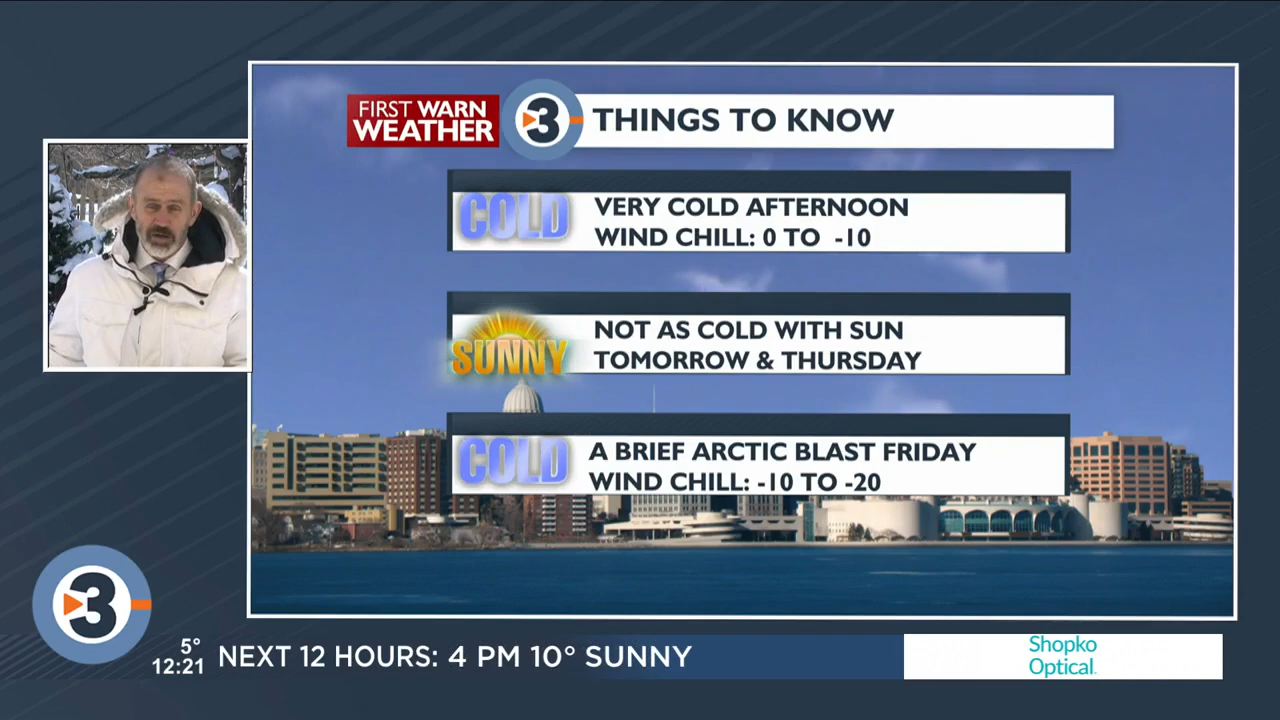 FIRST WARN
WEATHER
3
THINGS TO KNOW
COLD
VERY COLD AFTERNOON
WIND CHILL: 0 TO -10
SUNNY
NOT AS COLD WITH SUN
TOMORROW & THURSDAY
COLD
A BRIEF ARCTIC BLAST FRIDAY
WIND CHILL: -10 TO -20
3
5°
12:21
NEXT 12 HOURS: 4 PM 10° SUNNY
Shopko
Optical.